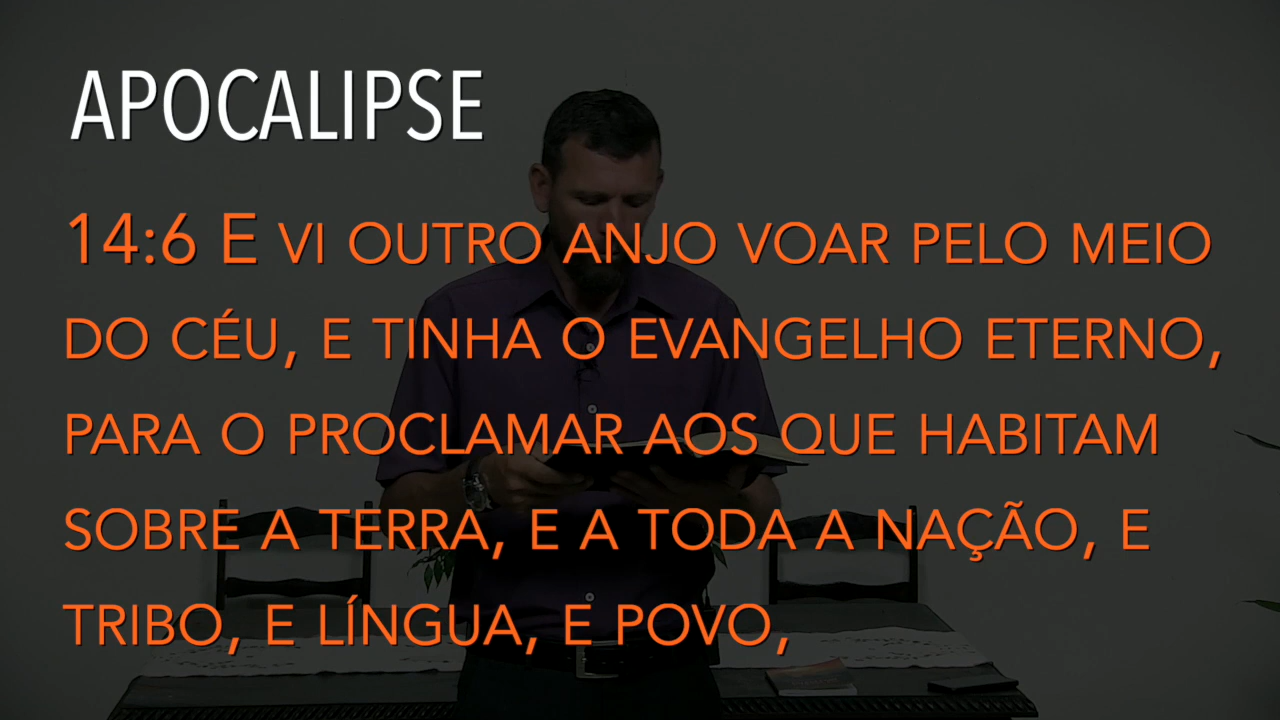 APOCALIPSE
14:6 E VI OUTRO ANJO VOAR PELO MEIO
DO CÉU, E TINHA O EVANGELHO ETERNO,
PARA O PROCLAMAR AOS QUE HABITAM
SOBRE A TERRA, E A TODA A NAÇÃO, E
TRIBO, E LÍNGUA, E POVO,